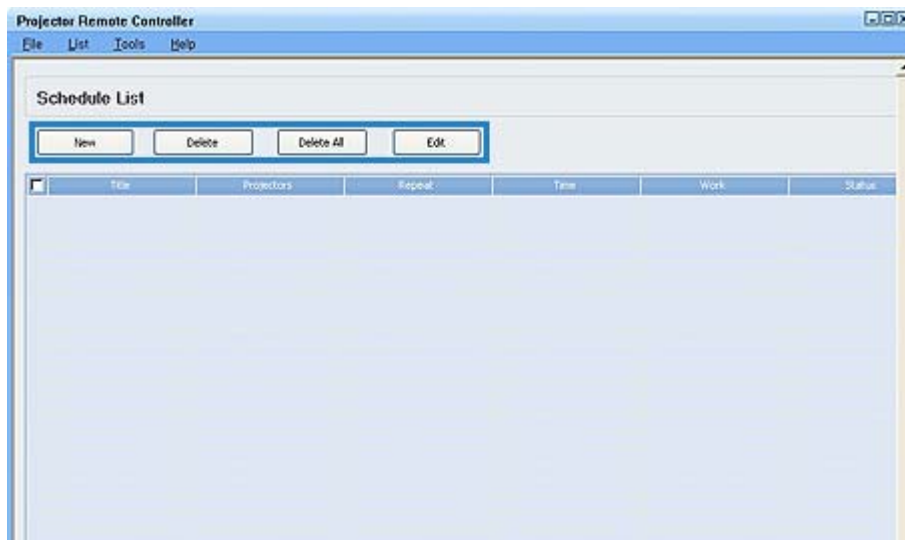 Projector Remote Controller
File List Tools Help
Schedule List
New Delete Delete All Edit
Title Projectors Repeat Time Work Status